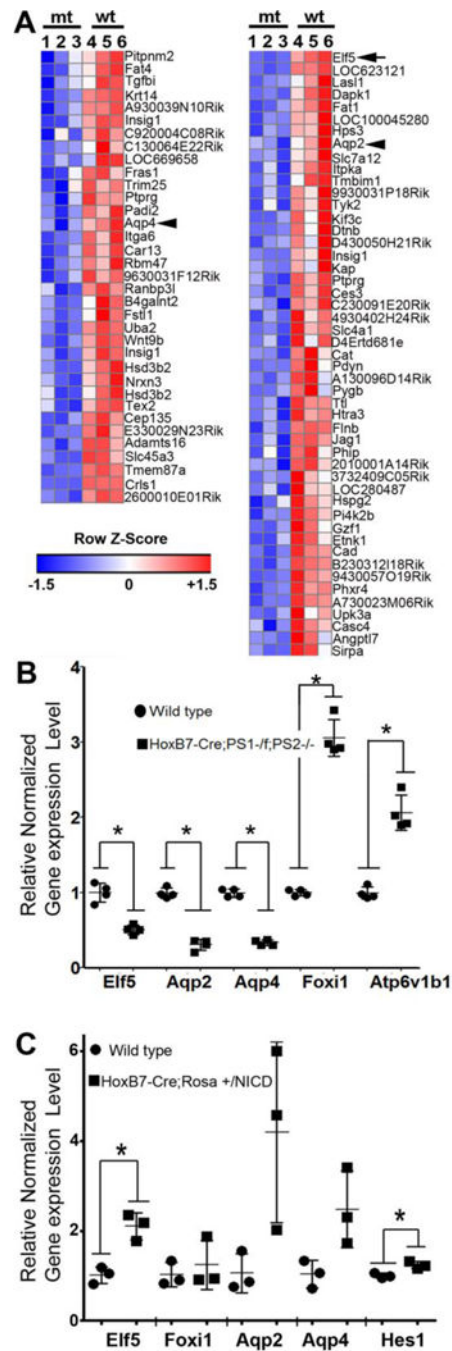 A
mt wt
1 2 3 4 5 6
Pitpnm2
Fat4
Tgfbi
Krt14
A930039N10Rik
Insig1
C920004C08Rik
C130064E22Rik
LOC669658
Fras1
Trim25
Ptprg
Padi2
Aqp4
Itga6
Car13
Rbm47
9630031F12Rik
Ranbp3l
B4galnt2
Fstl1
Uba2
Wnt9b
Insig1
Hsd3b2
Nrxn3
Hsd3b2
Tex2
Cep135
E330029N23Rik
Adamts16
Slc45a3
Tmem87a
Crls1
2600010E01Rik
Row Z-Score
-1.5 0 +1.5
mt wt
1 2 3 4 5 6
Elf5
LOC623121
Lasl1
Dapk1
Fat1
LOC100045280
Hps3
Aqp2
Slc7a12
Itpka
Tmbim1
9930031P18Rik
Tyk2
Kif3c
Dtnb
D430050H21Rik
Insig1
Kap
Ptprg
Ces3
C230091E20Rik
4930402H24Rik
Slc4a1
D4Ertd681e
Cat
Pdyn
A130096D14Rik
Pygb
Ttl
Htra3
Flnb
Jag1
Phip
2010001A14Rik
3732409C05Rik
LOC280487
Hspg2
Pi4k2b
Gzf1
Etnk1
Cad
B230312I18Rik
9430057O19Rik
Phxr4
A730023M06Rik
Upk3a
Casc4
Angptl7
Sirpa
B
Relative Normalized
Gene expression Level
4
3
2
1
0
Wild type
HoxB7-Cre;PS1-/f;PS2-/-
* * * * *
Elf5 Aqp2 Aqp4 Foxi1 Atp6v1b1
C
Relative Normalized
Gene expression Level
6
4
2
0
Wild type
HoxB7-Cre;Rosa +/NICD
* *
Elf5 Foxi1 Aqp2 Aqp4 Hes1